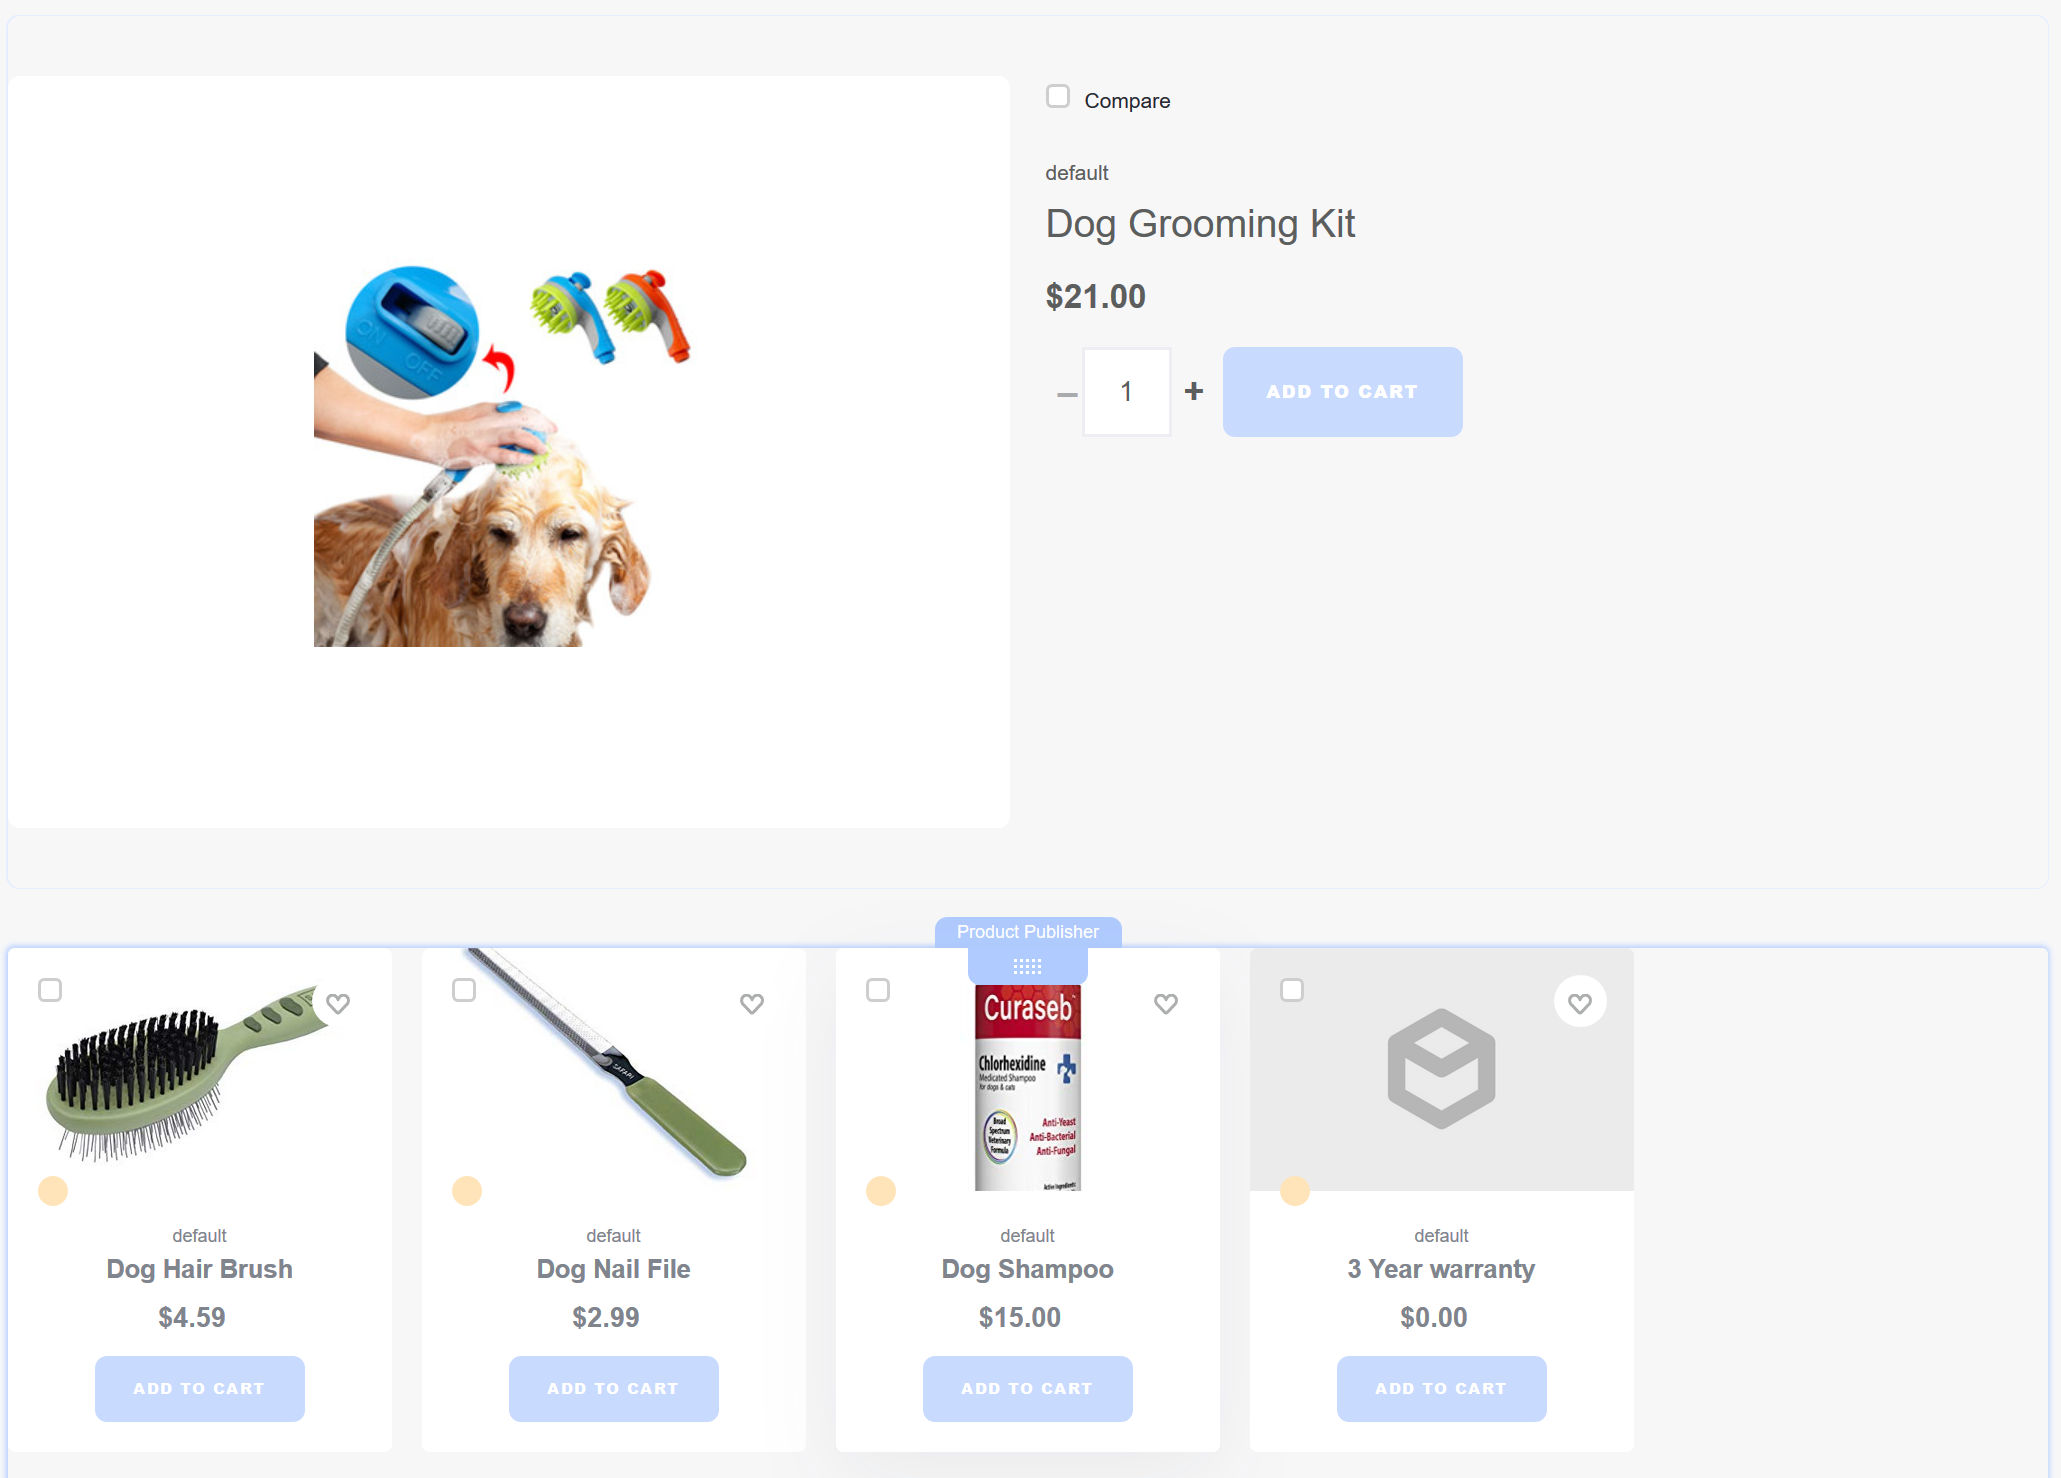 Compare
default
Dog Grooming Kit
$21.00
– 1 + ADD TO CART
ON
OFF
Product Publisher
SAFARI
Curaseb
Chlorhexidine
Medicated Shampoo
for dogs & cats
Broad
Spectrum
Veterinary
Formula
Anti-Yeast
Anti-Bacterial
Anti-Fungal
Active Ingredients:
default
Dog Hair Brush
$4.59
ADD TO CART
default
Dog Nail File
$2.99
ADD TO CART
default
Dog Shampoo
$15.00
ADD TO CART
default
3 Year warranty
$0.00
ADD TO CART